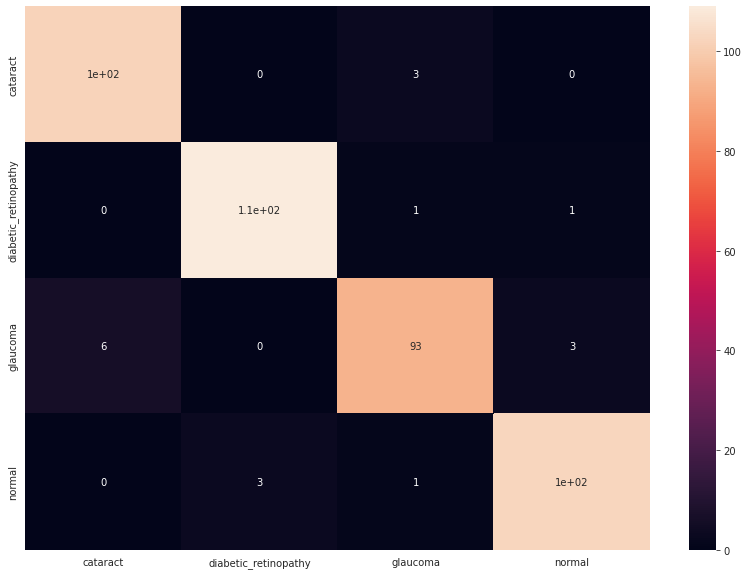 cataract 1e+02 0 3 0
diabetic_retinopathy 0 1.1e+02 1 1
glaucoma 6 0 93 3
normal 0 3 1 1e+02
cataract diabetic_retinopathy glaucoma normal
100
80
60
40
20
0